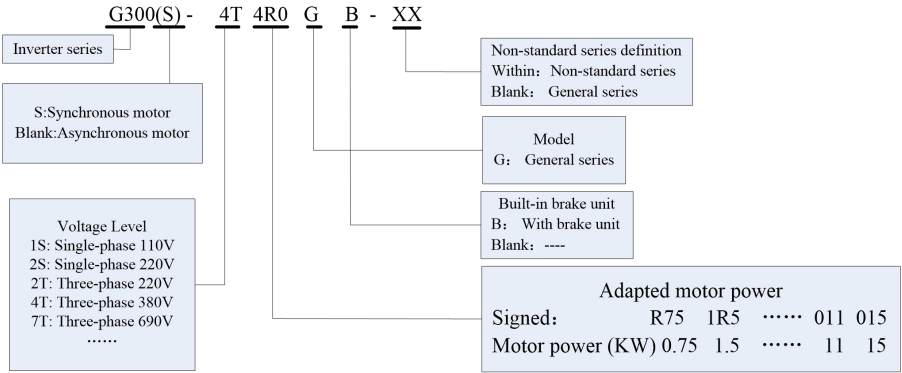 G300(S)- 4T 4R0 G B - XX
Inverter series
S:Synchronous motor
Blank:Asynchronous motor
Voltage Level
1S: Single-phase 110V
2S: Single-phase 220V
2T: Three-phase 220V
4T: Three-phase 380V
7T: Three-phase 690V
……
Non-standard series definition
Within： Non-standard series
Blank： General series
Model
G： General series
Built-in brake unit
B： With brake unit
Blank： ----
Adapted motor power
Signed： R75 1R5 …… 011 015
Motor power (KW) 0.75 1.5 …… 11 15